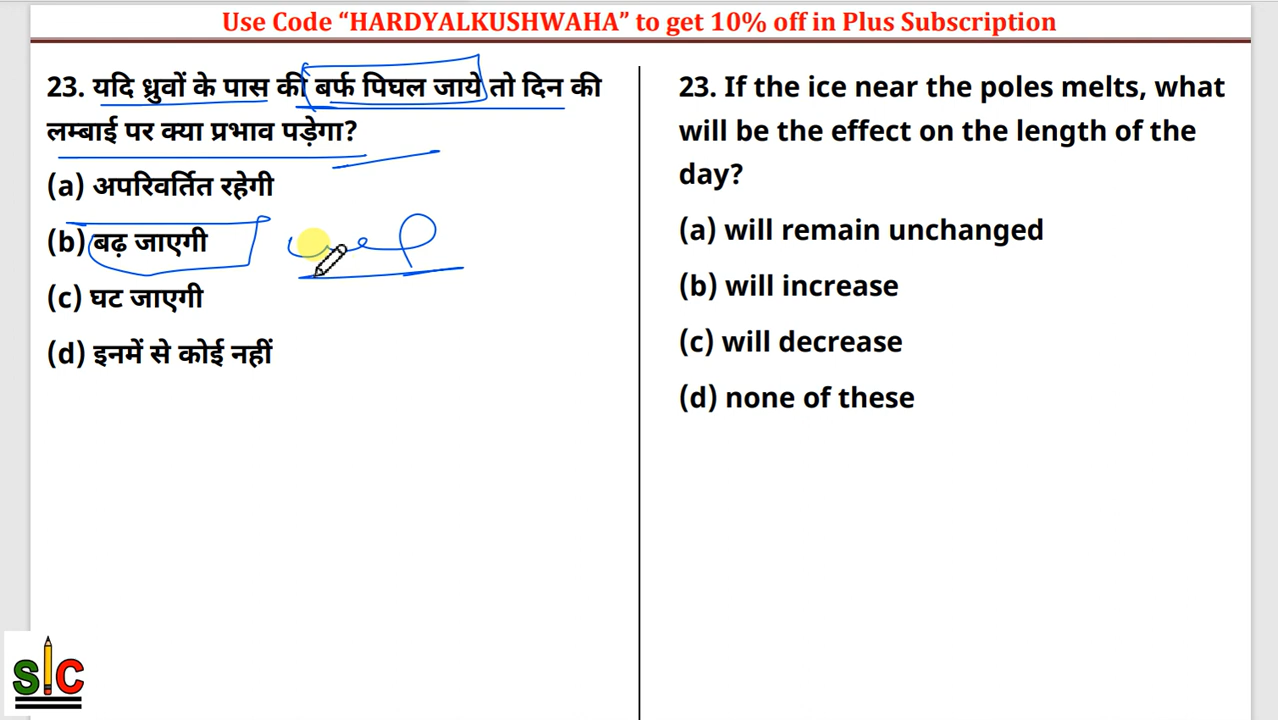 Use Code “HARDYALKUSHWAHA” to get 10% off in Plus Subscription
23. यदि ध्रुवों के पास की बर्फ पिघल जाये तो दिन की
लम्बाई पर क्या प्रभाव पड़ेगा?
(a) अपरिवर्तित रहेगी
(b) बढ़ जाएगी
(c) घट जाएगी
(d) इनमें से कोई नहीं
23. If the ice near the poles melts, what
will be the effect on the length of the
day?
(a) will remain unchanged
(b) will increase
(c) will decrease
(d) none of these
SIC